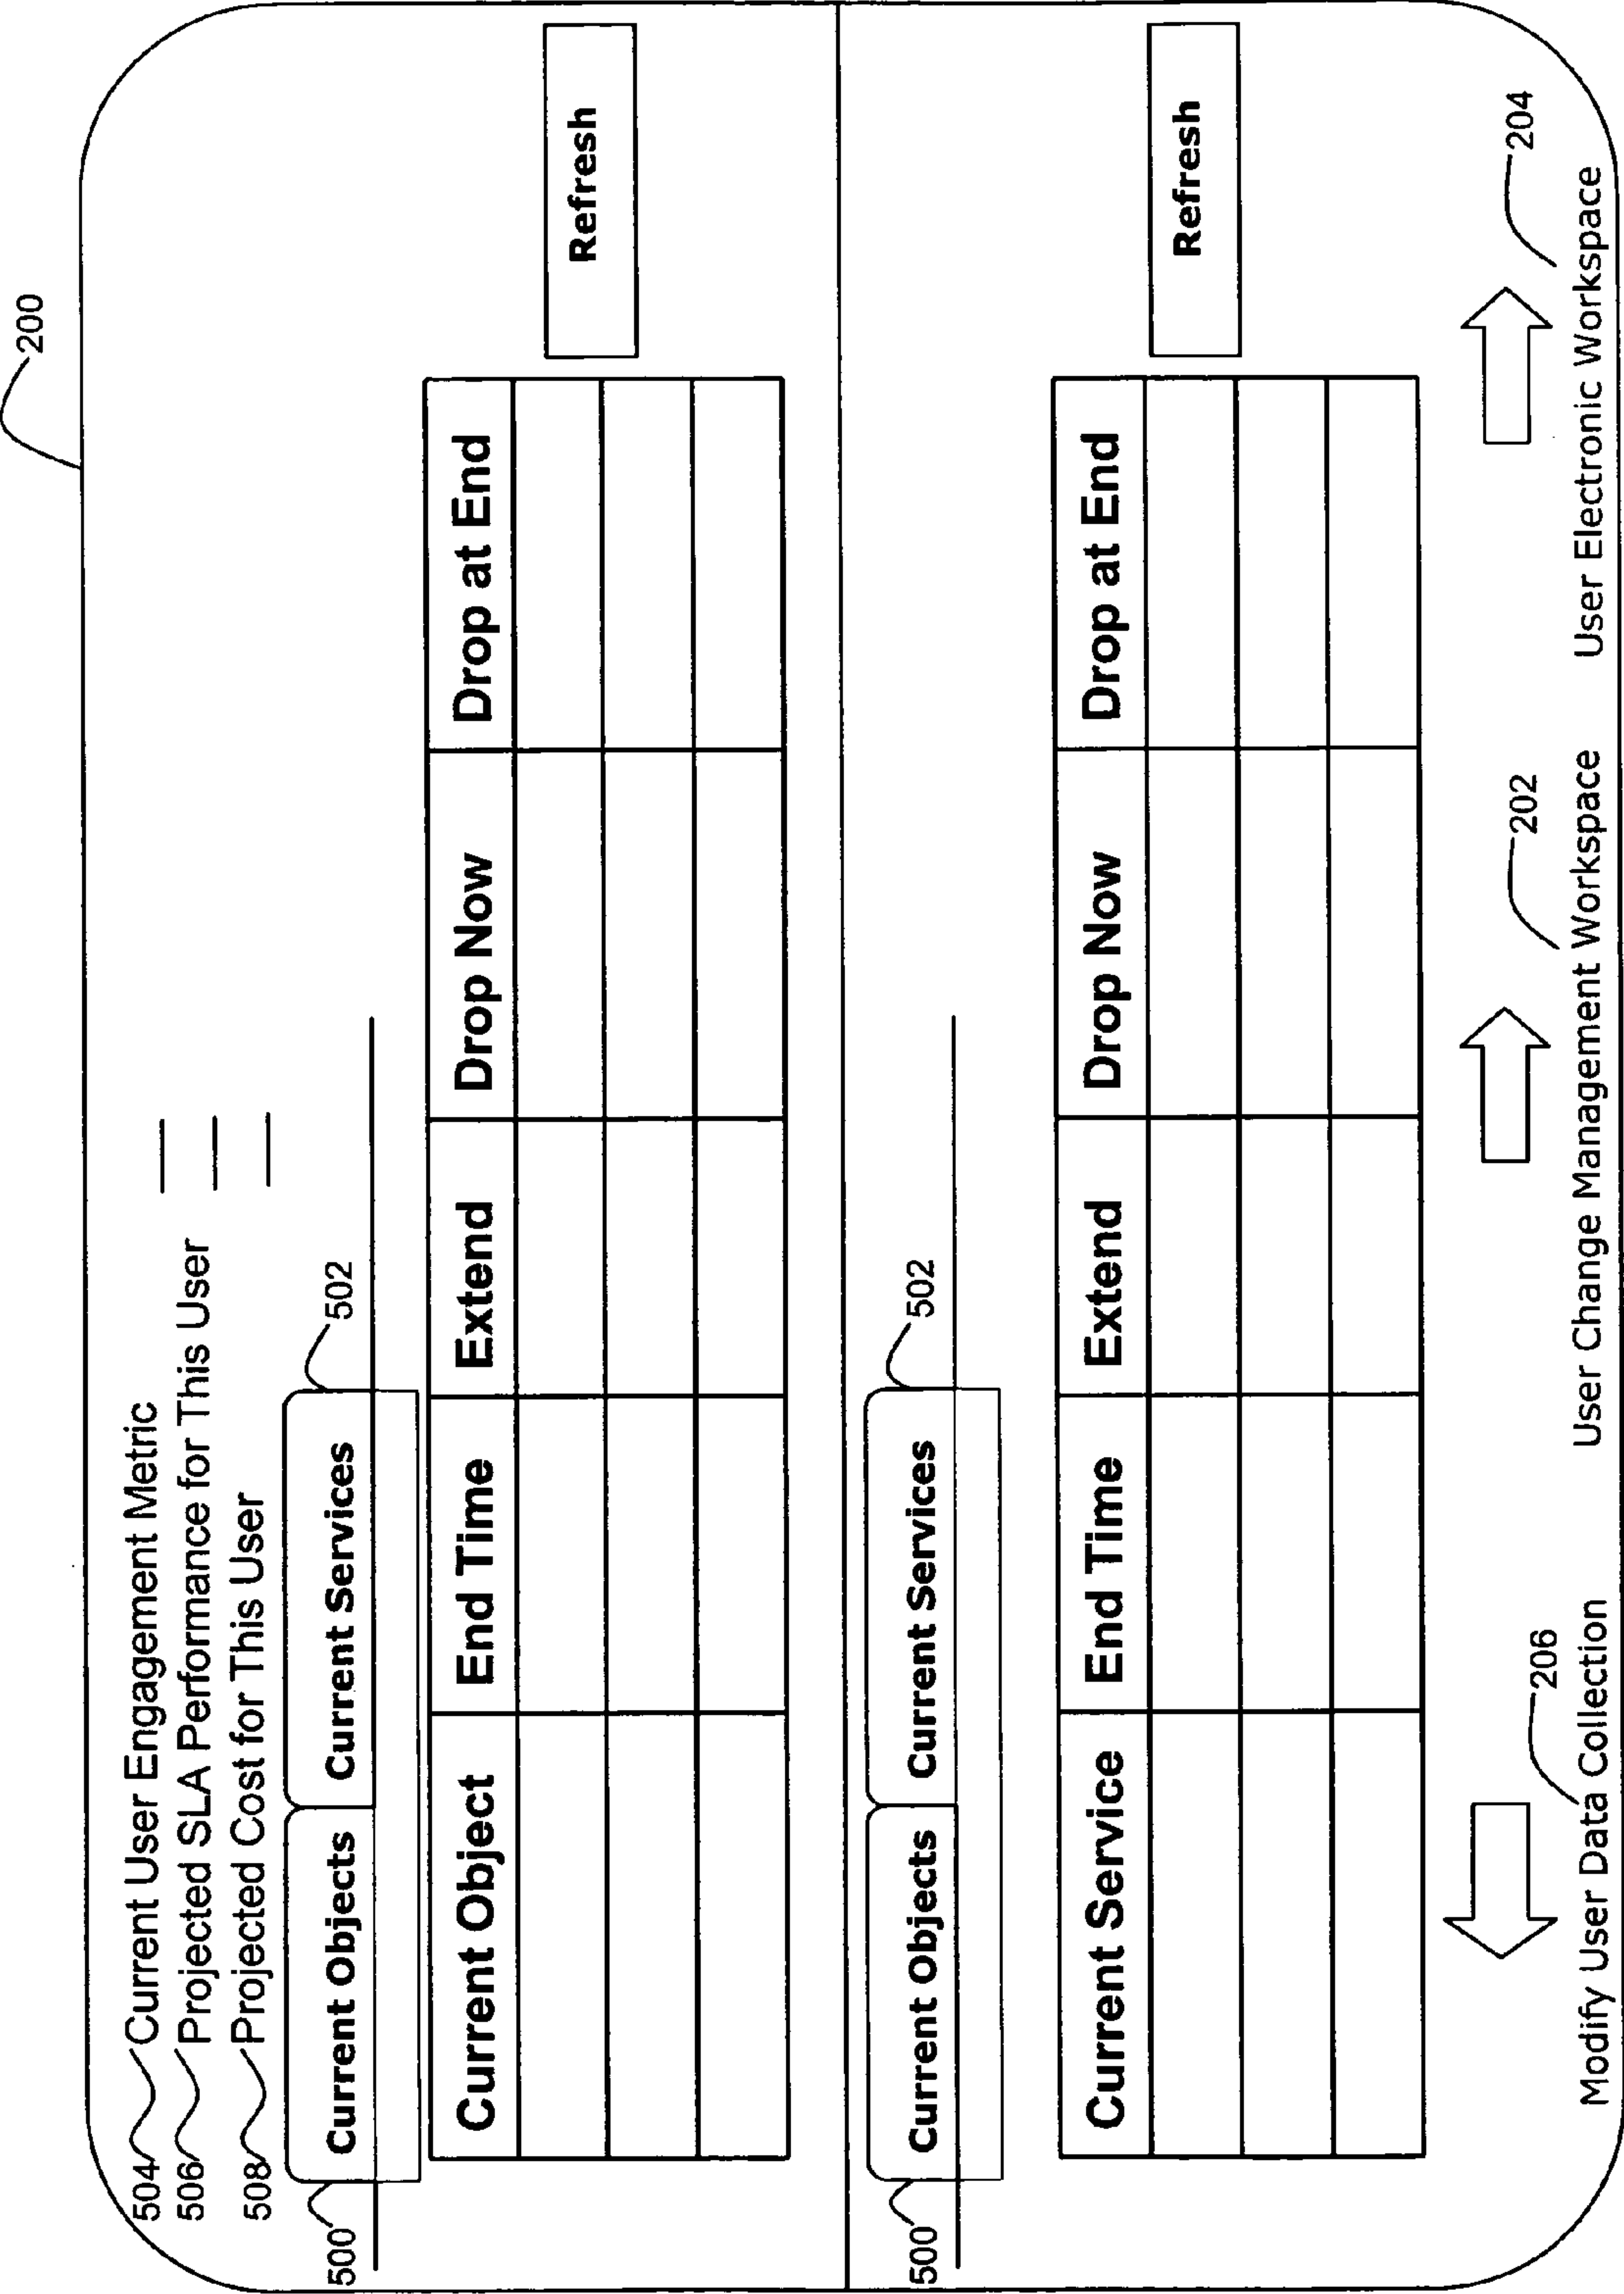 200
504 Current User Engagement Metric
506 Projected SLA Performance for This User
508 Projected Cost for This User
500 Current Objects Current Services 502
Current Object End Time Extend Drop Now Drop at End
Refresh
500 Current Objects Current Services 502
Current Service End Time Extend Drop Now Drop at End
Refresh
206 202 204
Modify User Data Collection User Change Management Workspace User Electronic Workspace